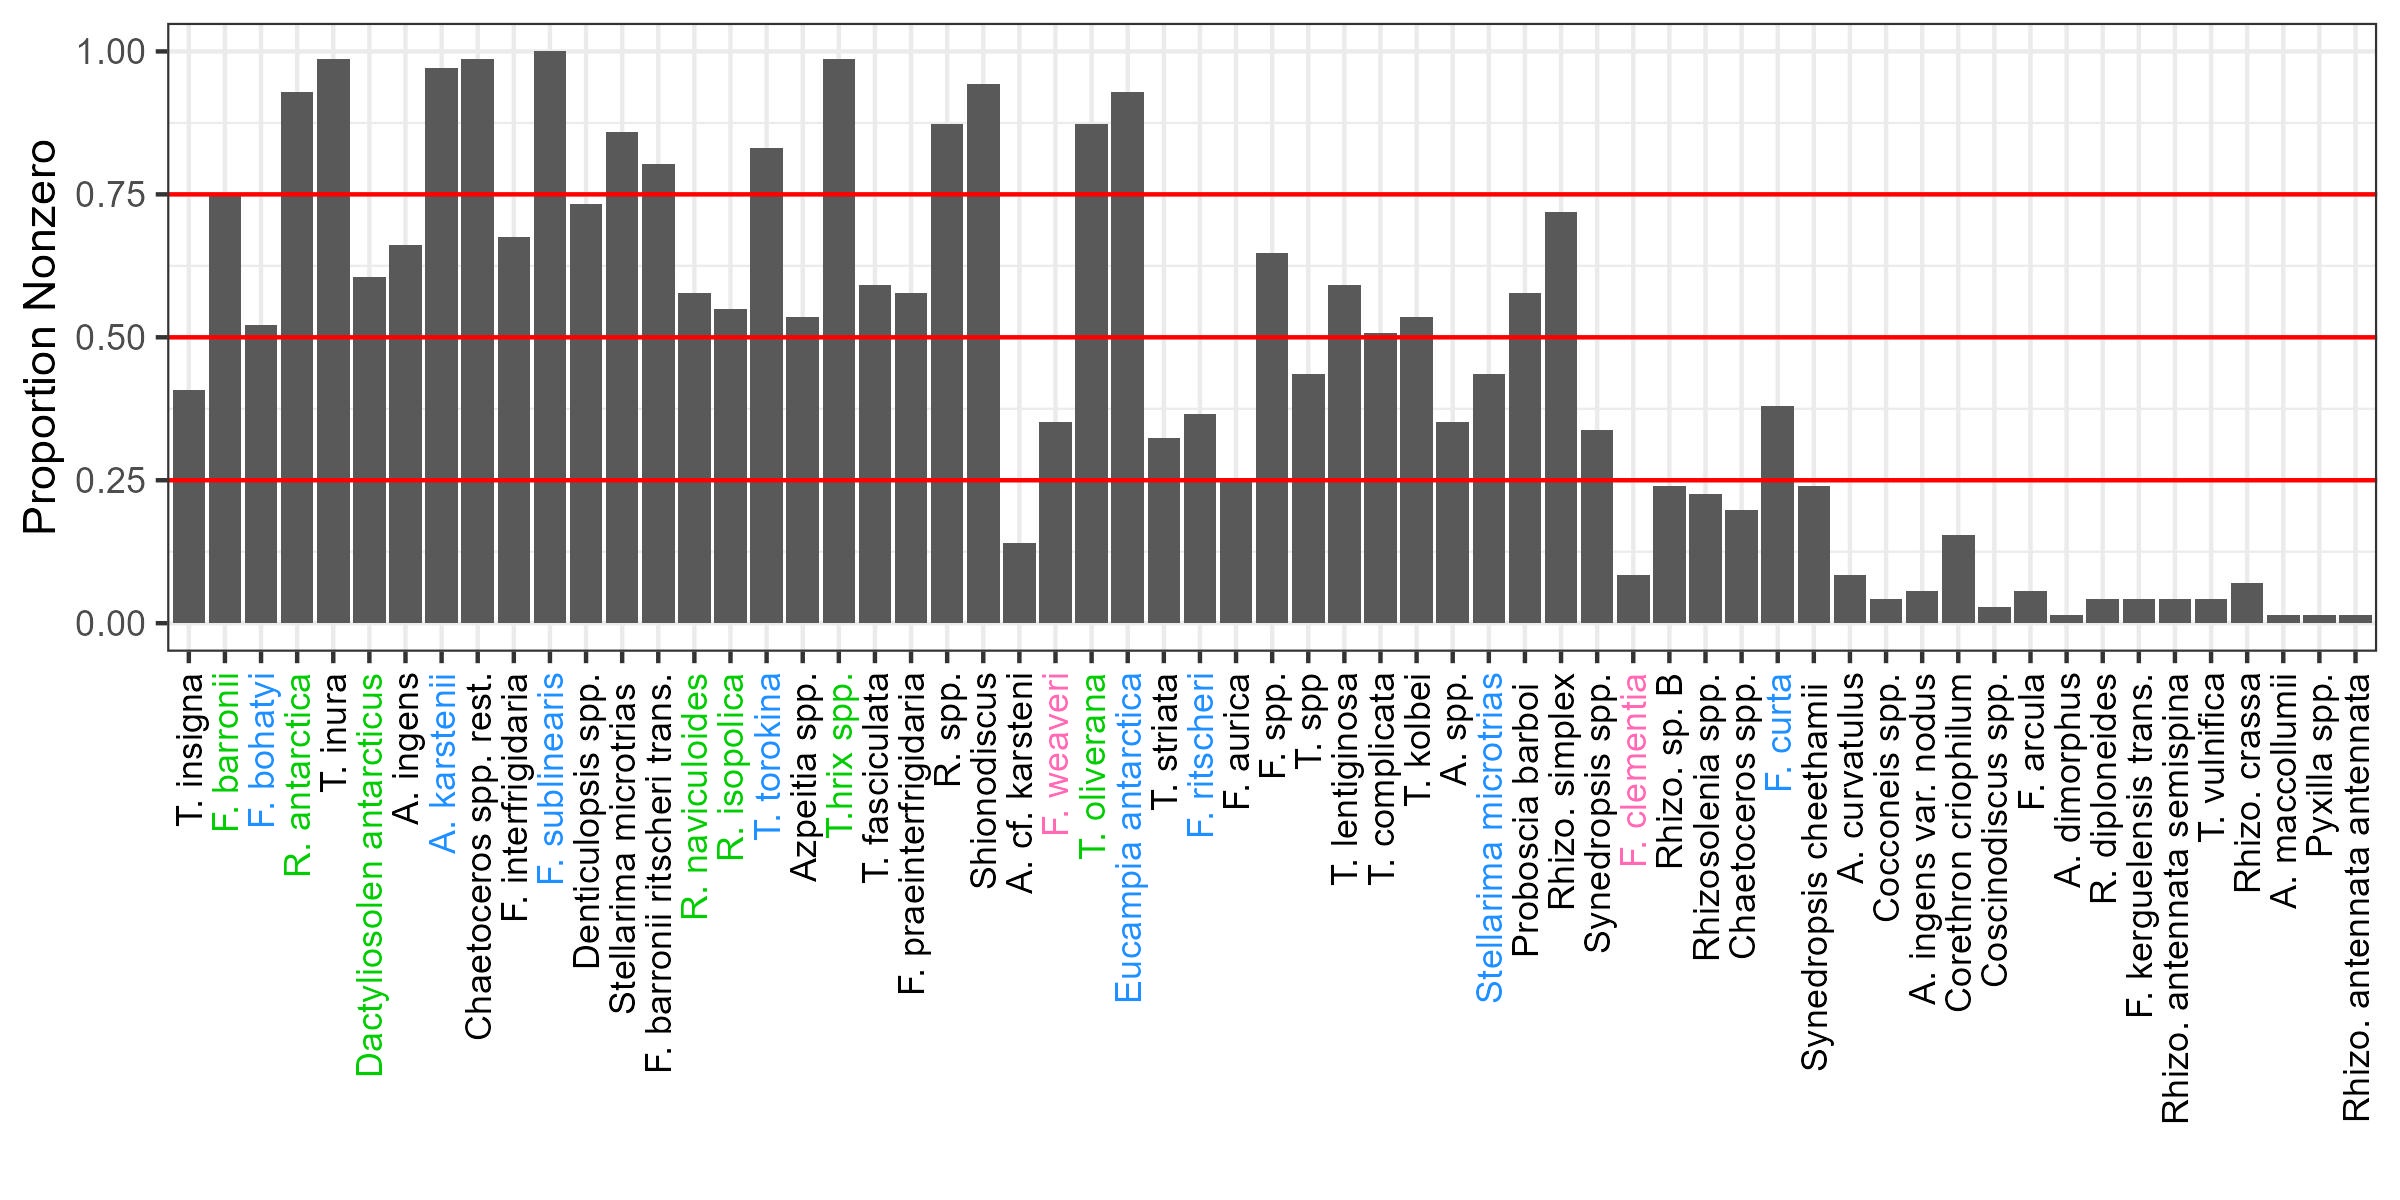 Proportion Nonzero
1.00
0.75
0.50
0.25
0.00
T. insigna
F. barronii
F. bohatyi
R. antarctica
T. inura
Dactyliosolen antarcticus
A. ingens
A. karstenii
Chaetoceros spp. rest.
F. interfrigidaria
F. sublinearis
Denticulopsis spp.
Stellarima microtrias
F. barronii ritscheri trans.
R. naviculoides
R. isopolica
T. torokina
Azpeitia spp.
T.hrix spp.
T. fasciculata
F. praeinterfrigidaria
R. spp.
Shionodiscus
A. cf. karsteni
F. weaveri
T. oliverana
Eucampia antarctica
T. striata
F. ritscheri
F. aurica
F. spp.
T. spp
T. lentiginosa
T. complicata
T. kolbei
A. spp.
Stellarima microtrias
Proboscia barboi
Rhizo. simplex
Synedropsis spp.
F. clementia
Rhizo. sp. B
Rhizosolenia spp.
Chaetoceros spp.
F. curta
Synedropsis cheethamii
A. curvatulus
Cocconeis spp.
A. ingens var. nodus
Corethron criophilum
Coscinodiscus spp.
F. arcula
A. dimorphus
R. diploneides
F. kerguelensis trans.
Rhizo. antennata semispina
T. vulnifica
Rhizo. crassa
A. maccollumii
Pyxilla spp.
Rhizo. antennata antennata